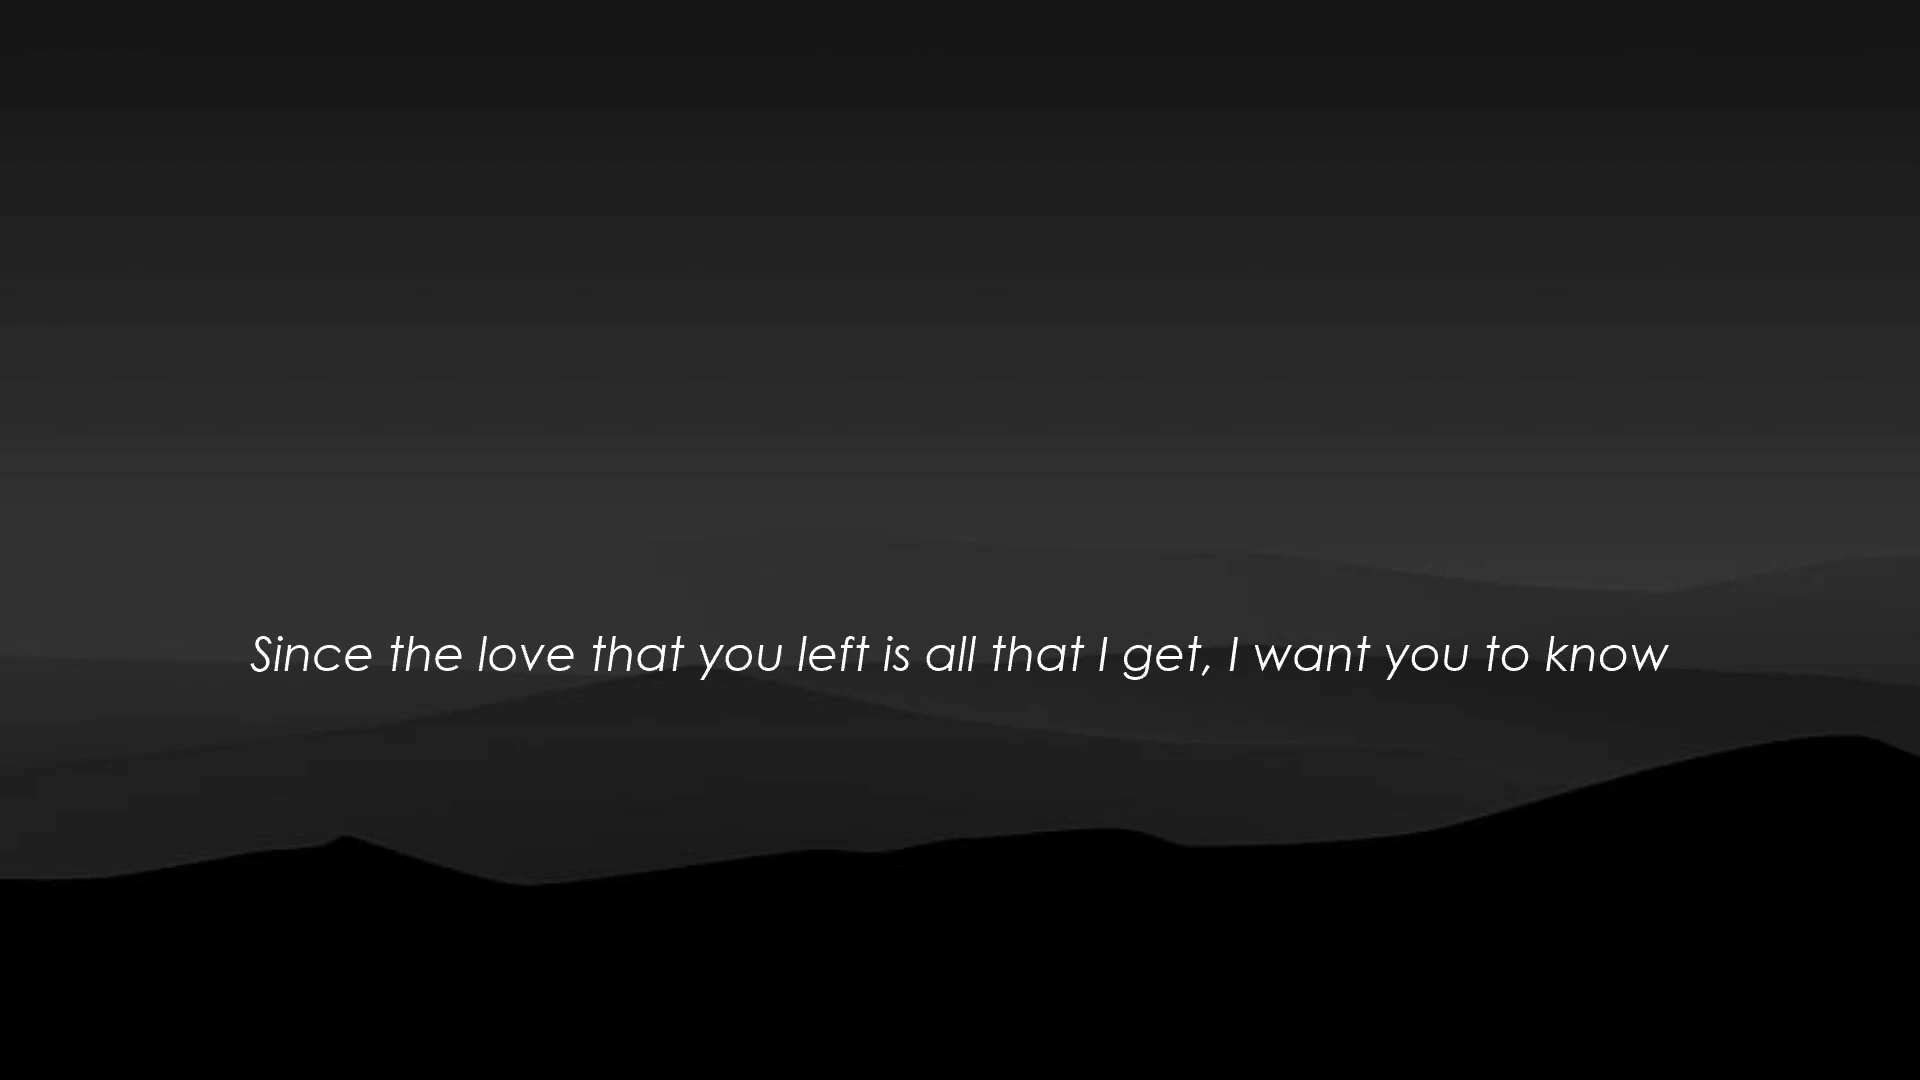 Since the love that you left is all that I get, I want you to know